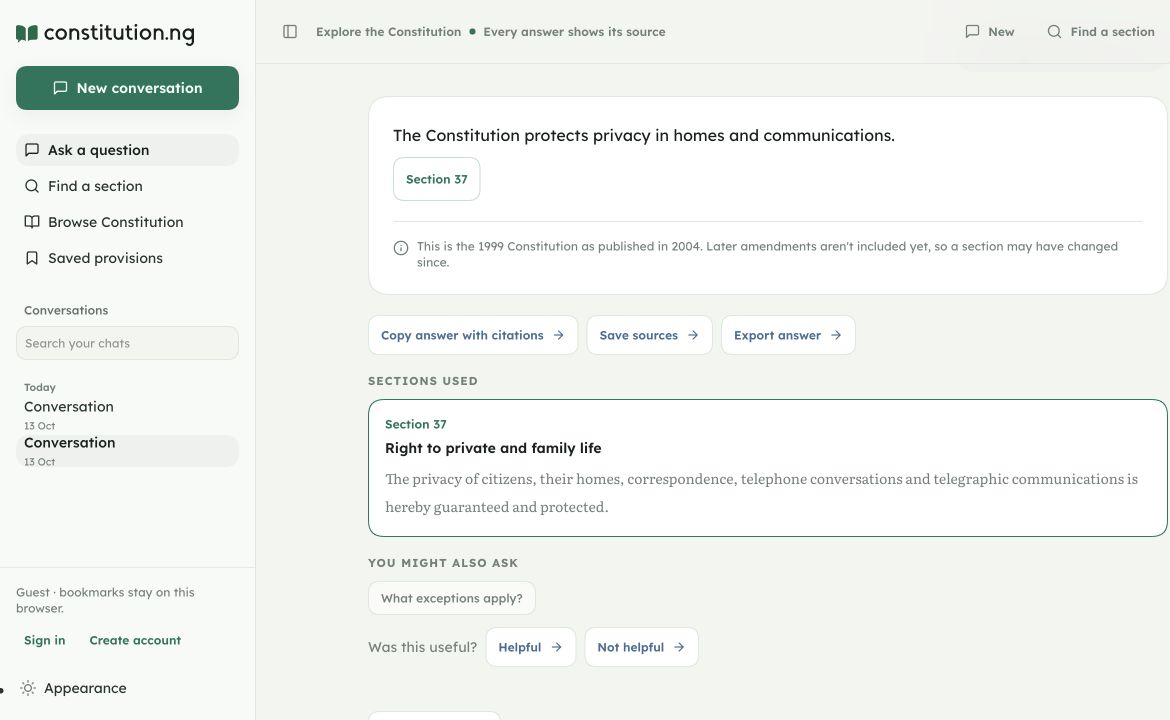 constitution.ng
New conversation
Ask a question
Find a section
Browse Constitution
Saved provisions
Conversations
Search your chats
Today
Conversation
13 Oct
Conversation
13 Oct
Guest · bookmarks stay on this
browser.
Sign in
Create account
Appearance
Explore the Constitution • Every answer shows its source
New
Find a section
The Constitution protects privacy in homes and communications.
Section 37
This is the 1999 Constitution as published in 2004. Later amendments aren't included yet, so a section may have changed
since.
Copy answer with citations →
Save sources →
Export answer →
SECTIONS USED
Section 37
Right to private and family life
The privacy of citizens, their homes, correspondence, telephone conversations and telegraphic communications is
hereby guaranteed and protected.
YOU MIGHT ALSO ASK
What exceptions apply?
Was this useful?
Helpful →
Not helpful →